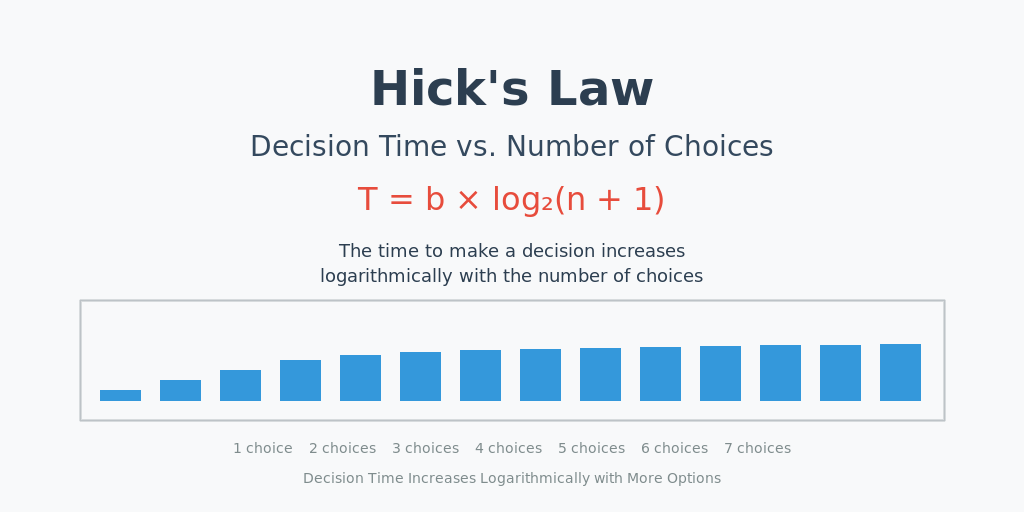 Hick's Law
Decision Time vs. Number of Choices
T = b × log₂(n + 1)
The time to make a decision increases
logarithmically with the number of choices
1 choice 2 choices 3 choices 4 choices 5 choices 6 choices 7 choices
Decision Time Increases Logarithmically with More Options